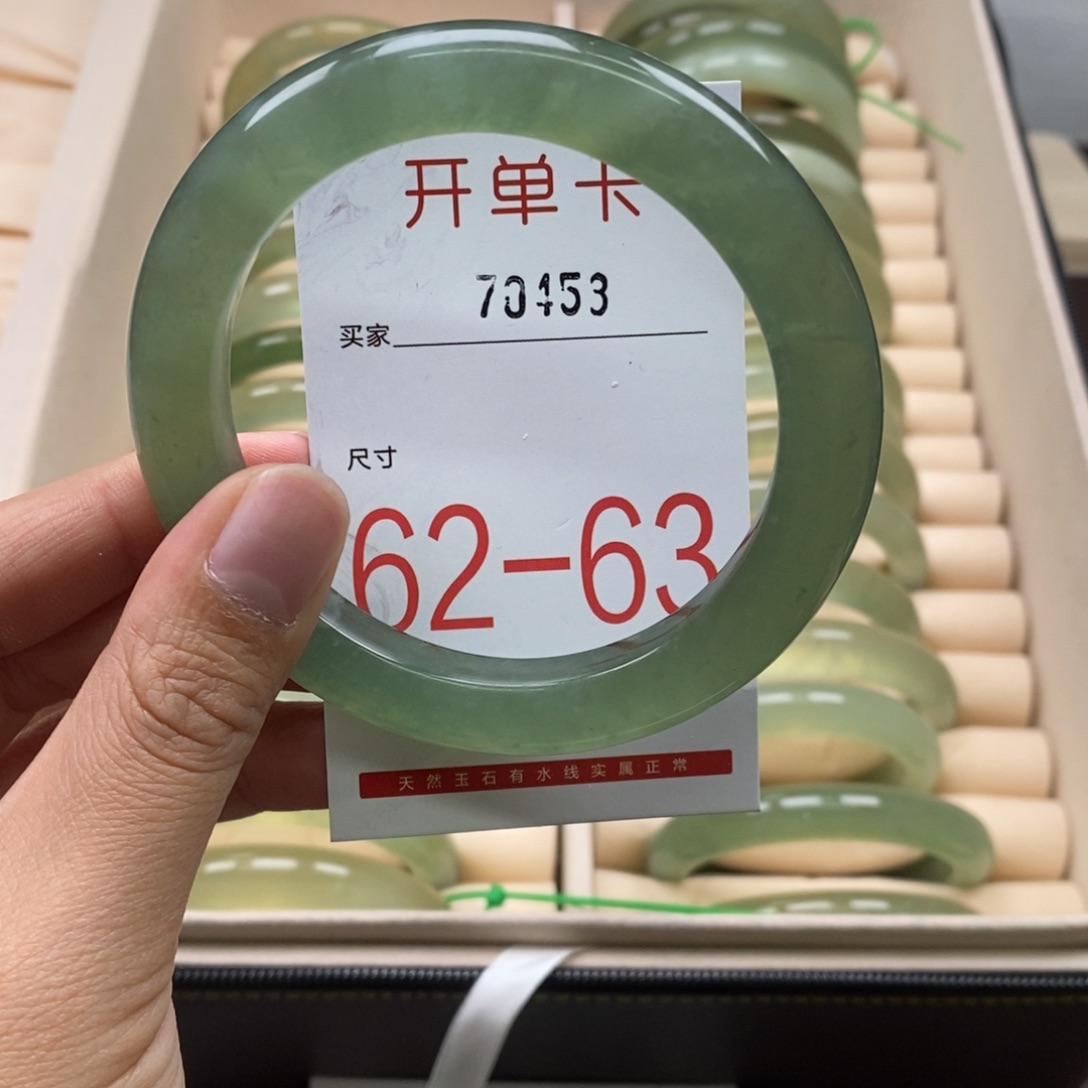 开单卡
70453
买家
尺寸
62-63
天然玉石有水线实属正常